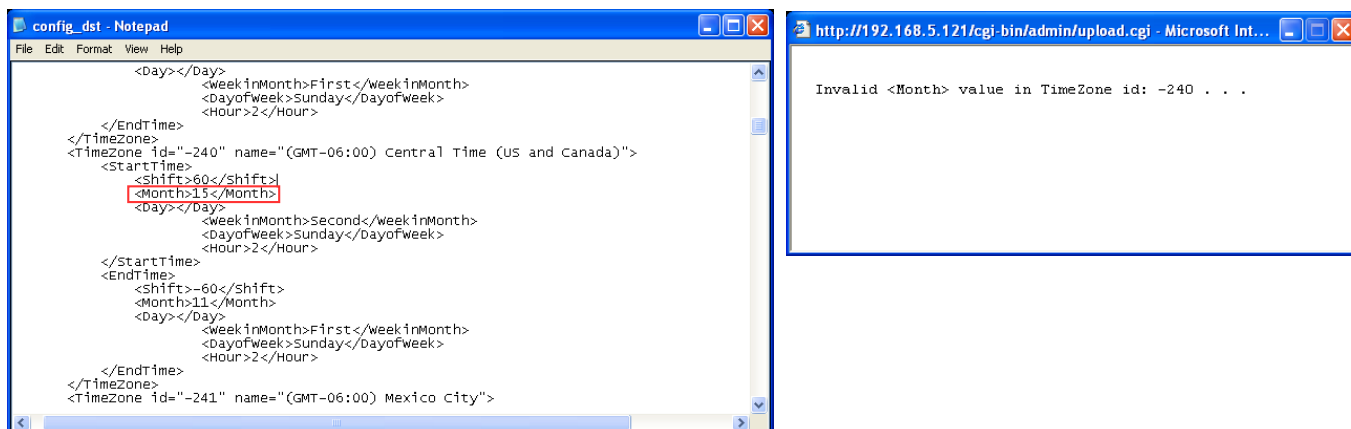 config_dst - Notepad
File Edit Format View Help
<Day></Day>
<WeekinMonth>First</WeekinMonth>
<DayofWeek>Sunday</DayofWeek>
<Hour>2</Hour>
</EndTime>
</TimeZone>
<TimeZone id="-240" name="(GMT-06:00) Central Time (US and Canada)">
<StartTime>
<Shift>60</Shift>
<Month>15</Month>
<Day></Day>
<WeekinMonth>Second</WeekinMonth>
<DayofWeek>Sunday</DayofWeek>
<Hour>2</Hour>
</StartTime>
<EndTime>
<Shift>-60</Shift>
<Month>11</Month>
<Day></Day>
<WeekinMonth>First</WeekinMonth>
<DayofWeek>Sunday</DayofWeek>
<Hour>2</Hour>
</EndTime>
</TimeZone>
<TimeZone id="-241" name="(GMT-06:00) Mexico City">
http://192.168.5.121/cgi-bin/admin/upload.cgi - Microsoft Int...
Invalid <Month> value in TimeZone id: -240 . . .